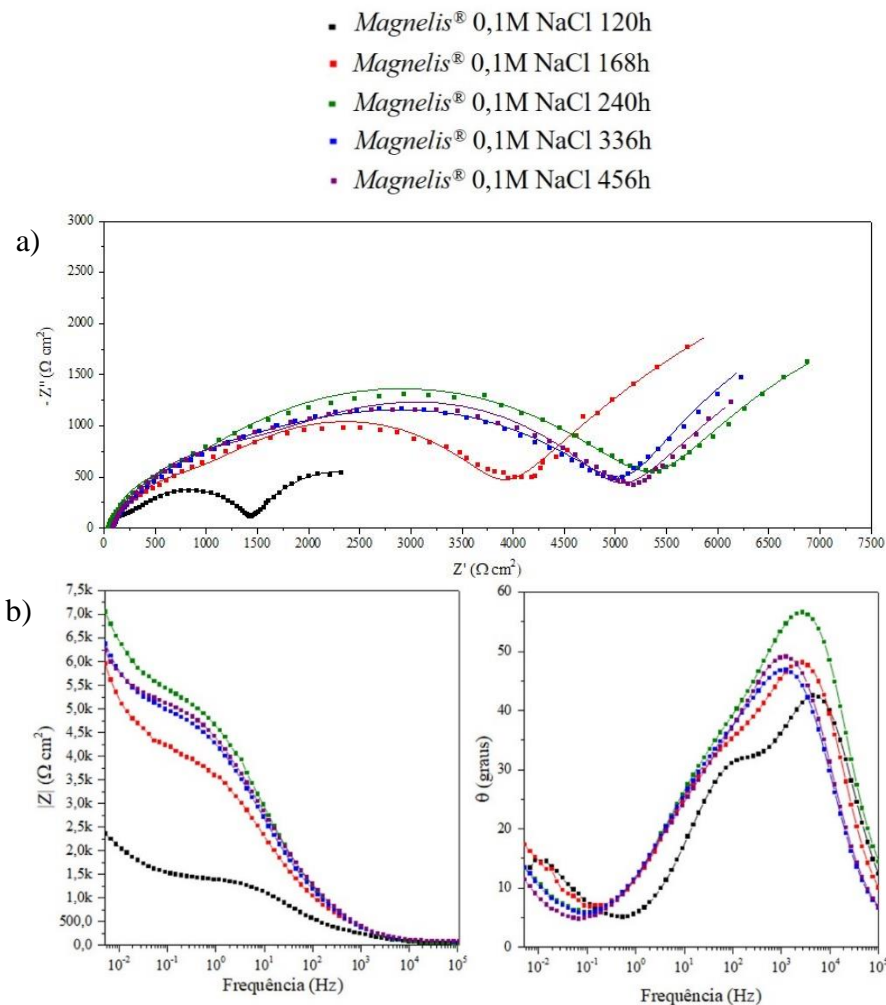 Magnelis® 0,1M NaCl 120h
Magnelis® 0,1M NaCl 168h
Magnelis® 0,1M NaCl 240h
Magnelis® 0,1M NaCl 336h
Magnelis® 0,1M NaCl 456h
a)
- Z" (Ω cm²)
3000
2500
2000
1500
1000
500
0
0 500 1000 1500 2000 2500 3000 3500 4000 4500 5000 5500 6000 6500 7000 7500
Z' (Ω cm²)
b)
|Z| (Ω cm²)
7,5k
7,0k
6,5k
6,0k
5,5k
5,0k
4,5k
4,0k
3,5k
3,0k
2,5k
2,0k
1,5k
1,0k
500,0
0,0
10⁻² 10⁻¹ 10⁰ 10¹ 10² 10³ 10⁴ 10⁵
Frequência (Hz)
θ (graus)
60
50
40
30
20
10
0
10⁻² 10⁻¹ 10⁰ 10¹ 10² 10³ 10⁴ 10⁵
Frequência (Hz)